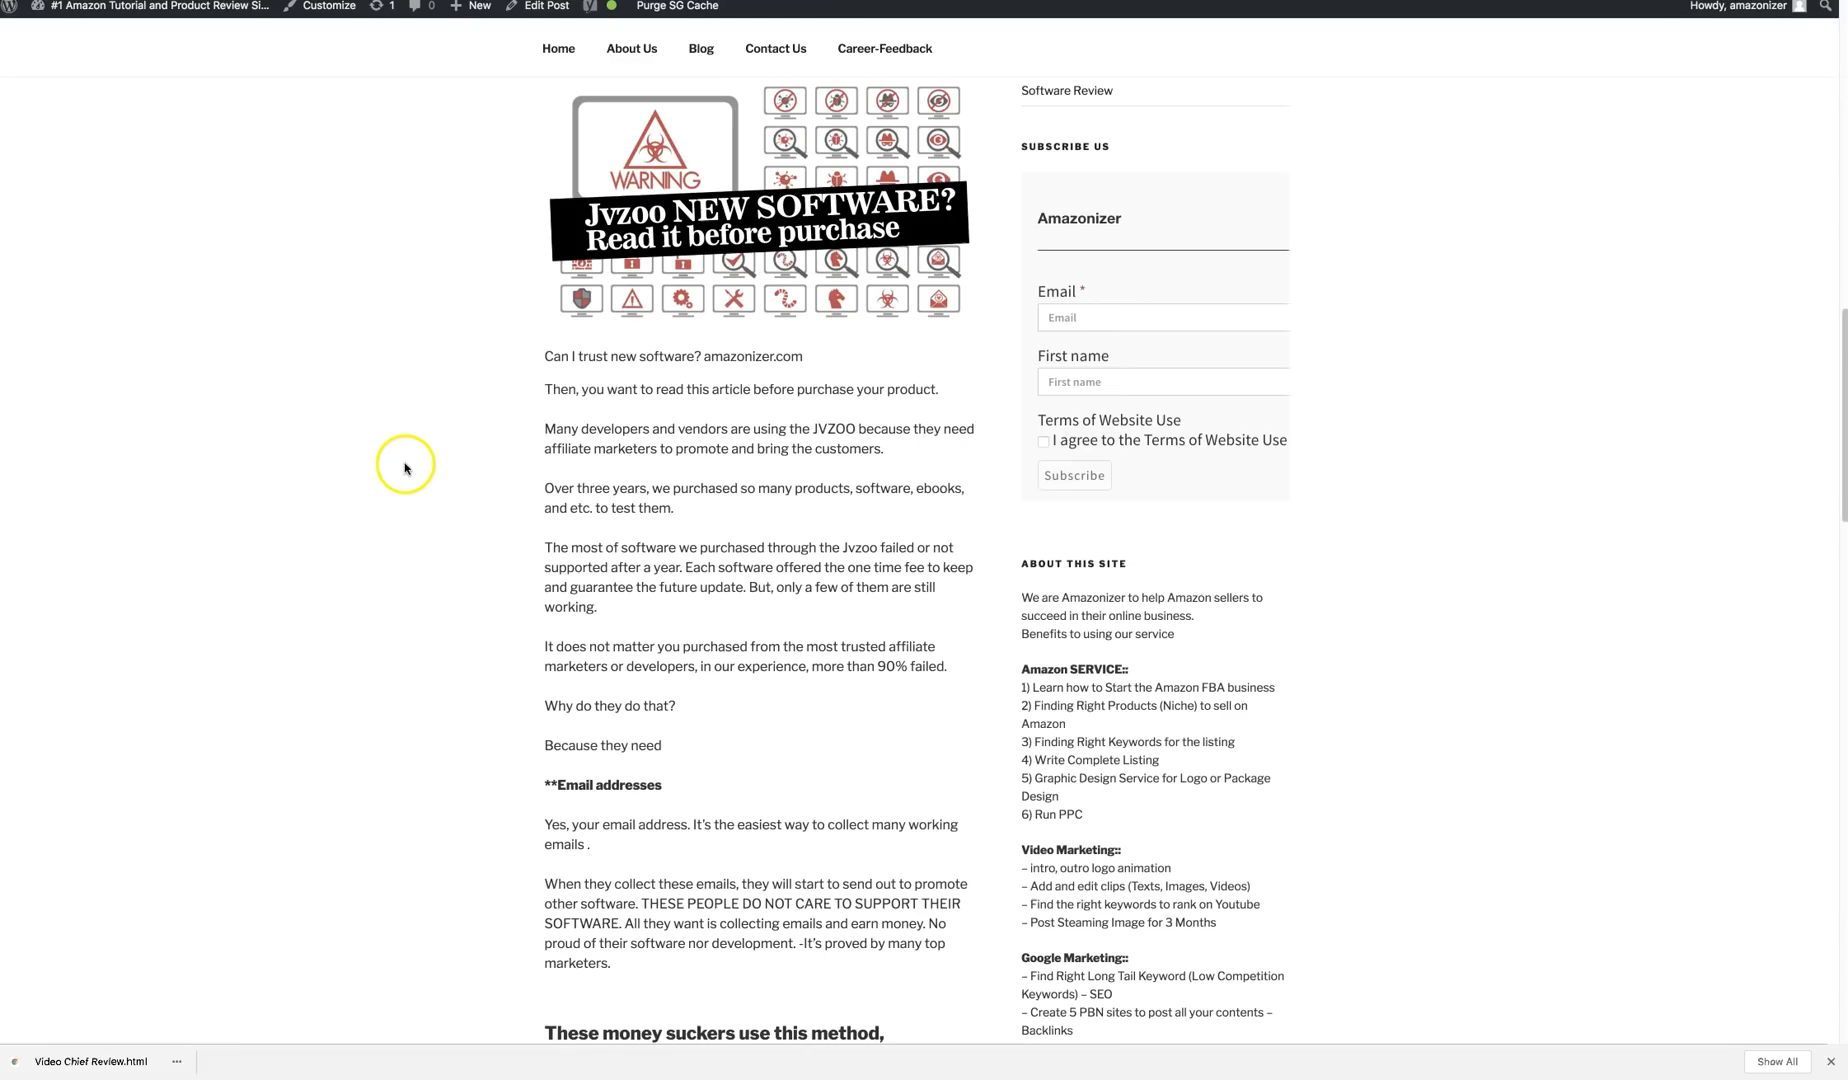 #1 Amazon Tutorial and Product Review Si...
Customize
1
0
New
Edit Post
Purge SG Cache
Howdy, amazonizer
Home
About Us
Blog
Contact Us
Career-Feedback
WARNING
Jvzoo NEW SOFTWARE?
Read it before purchase
Can I trust new software? amazonizer.com
Then, you want to read this article before purchase your product.
Many developers and vendors are using the JVZOO because they need
affiliate marketers to promote and bring the customers.
Over three years, we purchased so many products, software, ebooks,
and etc. to test them.
The most of software we purchased through the Jvzoo failed or not
supported after a year. Each software offered the one time fee to keep
and guarantee the future update. But, only a few of them are still
working.
It does not matter you purchased from the most trusted affiliate
marketers or developers, in our experience, more than 90% failed.
Why do they do that?
Because they need
**Email addresses
Yes, your email address. It's the easiest way to collect many working
emails .
When they collect these emails, they will start to send out to promote
other software. THESE PEOPLE DO NOT CARE TO SUPPORT THEIR
SOFTWARE. All they want is collecting emails and earn money. No
proud of their software nor development. -It's proved by many top
marketers.
These money suckers use this method,
Software Review
SUBSCRIBE US
Amazonizer
Email *
Email
First name
First name
Terms of Website Use
I agree to the Terms of Website Use
Subscribe
ABOUT THIS SITE
We are Amazonizer to help Amazon sellers to
succeed in their online business.
Benefits to using our service
Amazon SERVICE::
1) Learn how to Start the Amazon FBA business
2) Finding Right Products (Niche) to sell on
Amazon
3) Finding Right Keywords for the listing
4) Write Complete Listing
5) Graphic Design Service for Logo or Package
Design
6) Run PPC
Video Marketing::
– intro, outro logo animation
– Add and edit clips (Texts, Images, Videos)
– Find the right keywords to rank on Youtube
– Post Steaming Image for 3 Months
Google Marketing::
– Find Right Long Tail Keyword (Low Competition
Keywords) – SEO
– Create 5 PBN sites to post all your contents –
Backlinks
Video Chief Review.html
Show All